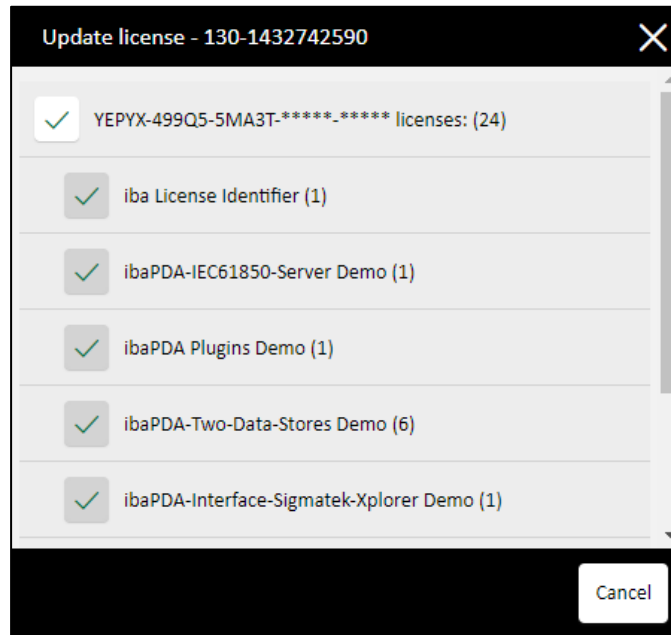 Update license - 130-1432742590
YEPYX-499Q5-5MA3T-*****-***** licenses: (24)
iba License Identifier (1)
ibaPDA-IEC61850-Server Demo (1)
ibaPDA Plugins Demo (1)
ibaPDA-Two-Data-Stores Demo (6)
ibaPDA-Interface-Sigmatek-Xplorer Demo (1)
Cancel